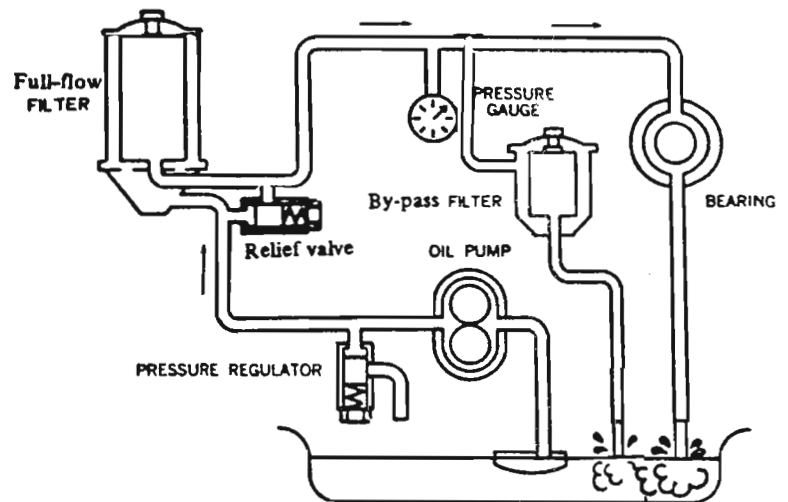 Full-flow
FILTER
PRESSURE
GAUGE
By-pass FILTER
BEARING
Relief valve
OIL PUMP
PRESSURE REGULATOR